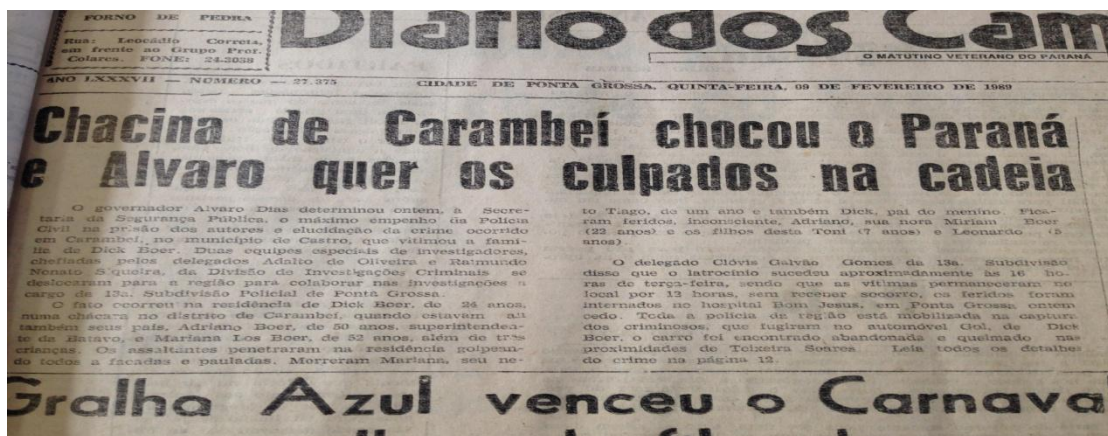 FORNO DE PEDRA
Rua: Leocádio Correia,
em frente ao Grupo Prof.
Colares. FONE: 24-3038
Diario dos Cam
O MATUTINO VETERANO DO PARANÁ
ANO LXXXVII — NÚMERO — 27.375
CIDADE DE PONTA GROSSA, QUINTA-FEIRA, 09 DE FEVEREIRO DE 1989
Chacina de Carambeí chocou o Paraná
e Alvaro quer os culpados na cadeia
O governador Alvaro Dias determinou ontem, à Secre-
taria da Segurança Pública, o máximo empenho da Polícia
Civil na prisão dos autores e elucidação do crime ocorrido
em Carambeí, no município de Castro, que vitimou a famí-
lia de Dick Boer. Duas equipes especiais de investigadores,
chefiadas pelos delegados Adalto de Oliveira e Raimundo
Nonato Siqueira, da Divisão de Investigações Criminais se
deslocaram para a região para colaborar nas investigações a
cargo de 13a. Subdivisão Policial de Ponta Grossa.
O fato ocorreu na residência de Dick Boer, de 24 anos,
numa chácara no distrito de Carambeí, quando estavam ali
também seus pais, Adriano Boer, de 50 anos, superintenden-
te da Batavo, e Mariana Los Boer, de 52 anos, além de três
crianças. Os assaltantes penetraram na residência golpean-
do todos a facadas e pauladas. Morreram Mariana, seu ne-
to Tiago, de um ano e também Dick, pai do menino. Fica-
ram feridos, inconsciente, Adriano, sua nora Miriam Boer
(22 anos) e os filhos desta Toni (7 anos) e Leonardo (5
anos).
O delegado Clóvis Galvão Gomes da 13a. Subdivisão
disse que o latrocínio sucedeu aproximadamente às 16 ho-
ras de terça-feira, sendo que as vítimas permaneceram no
local por 12 horas, sem receber socorro, os feridos foram
internados no hospital Bom Jesus, em Ponta Grossa ontem
cedo. Toda a polícia da região está mobilizada na captura
dos criminosos, que fugiram no automóvel Gol, de Dick
Boer, o carro foi encontrado abandonada e queimado nas
proximidades de Teixeira Soares Leia todos os detalhes
do crime na página 12.
Gralha Azul venceu o Carnava